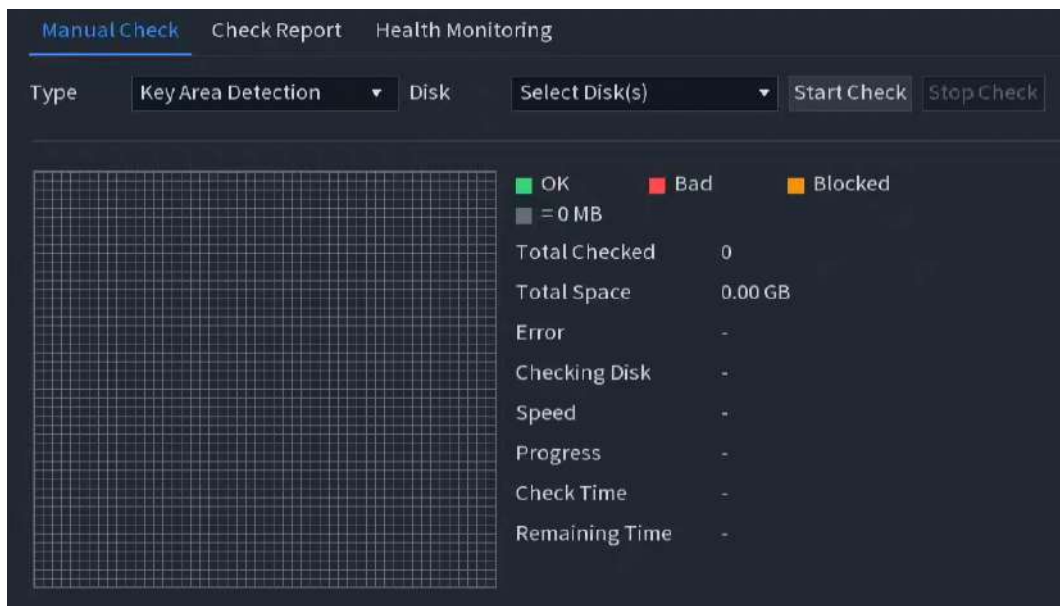 Manual Check Check Report Health Monitoring
Type Key Area Detection Disk Select Disk(s) Start Check Stop Check
OK Bad Blocked
= 0 MB
Total Checked 0
Total Space 0.00 GB
Error -
Checking Disk -
Speed -
Progress -
Check Time -
Remaining Time -